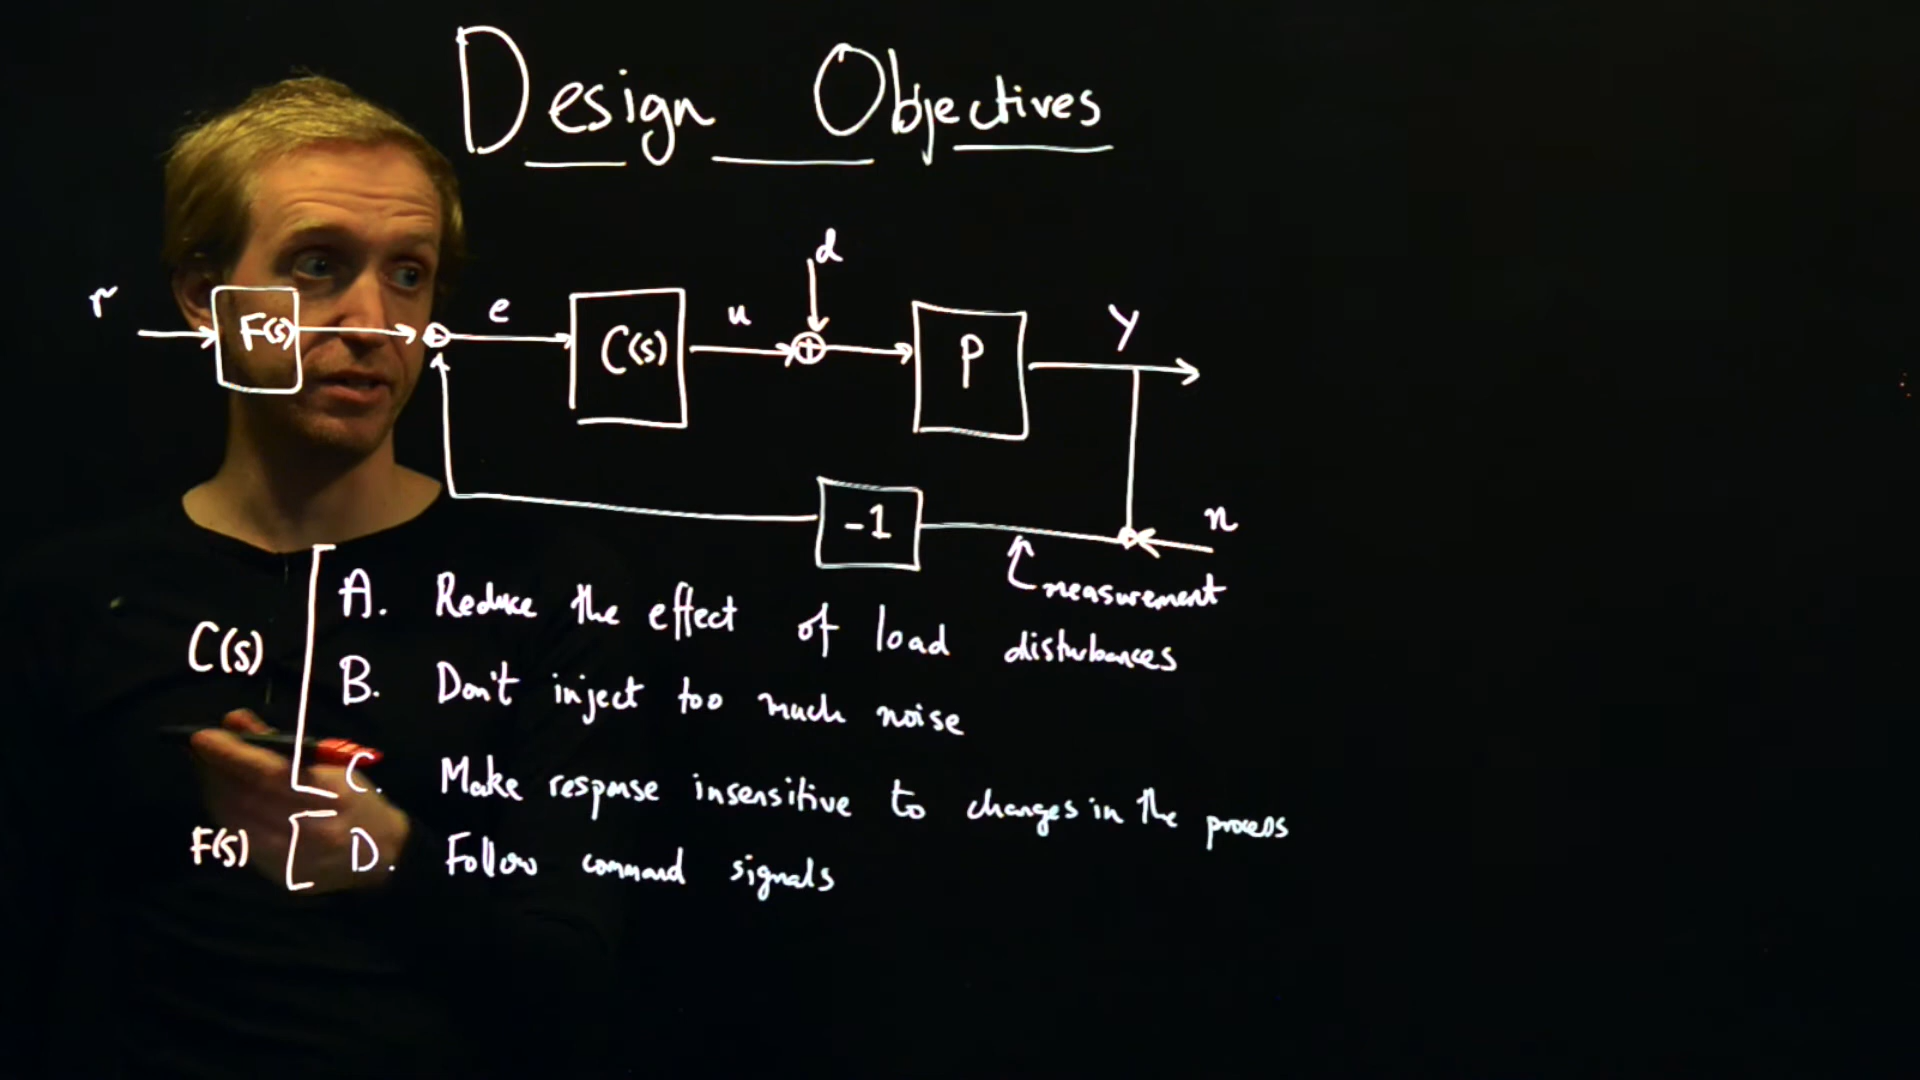 Design Objectives
d
r F(s) e C(s) u + P y
-1 n
measurement
C(s)
A. Reduce the effect of load disturbances
B. Don't inject too much noise
C. Make response insensitive to changes in the process
F(s)
D. Follow command signals